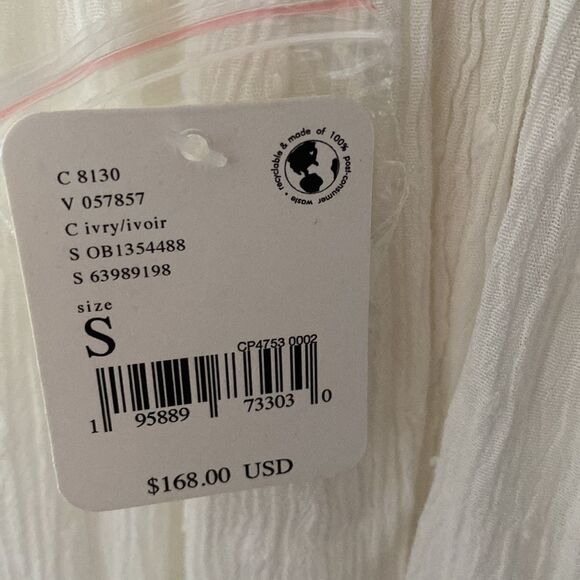 C 8130
V 057857
C ivry/ivoir
S OB1354488
S 63989198
size
S
CP4753 0002
1 95889 73303 0
$168.00 USD
recyclable & made of 100% post-consumer waste •